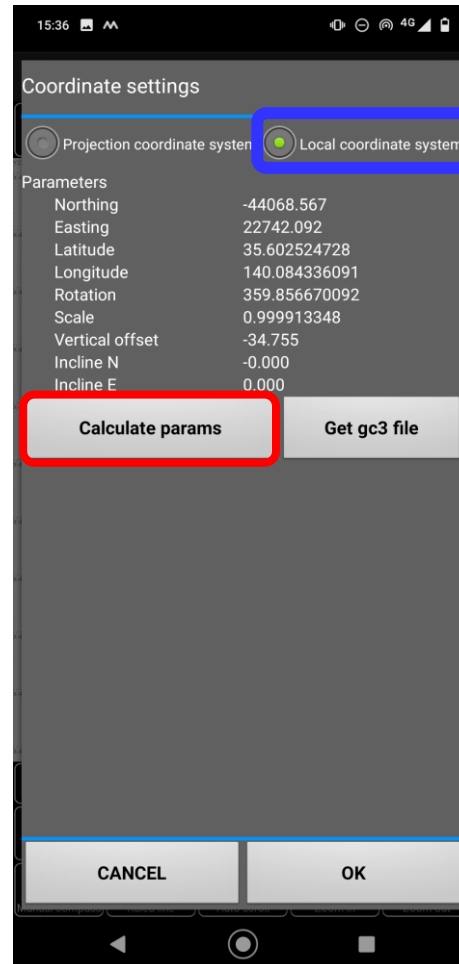 15:36 4G
Coordinate settings
Projection coordinate system Local coordinate system
Parameters
Northing -44068.567
Easting 22742.092
Latitude 35.602524728
Longitude 140.084336091
Rotation 359.856670092
Scale 0.999913348
Vertical offset -34.755
Incline N -0.000
Incline E 0.000
Calculate params Get gc3 file
CANCEL OK